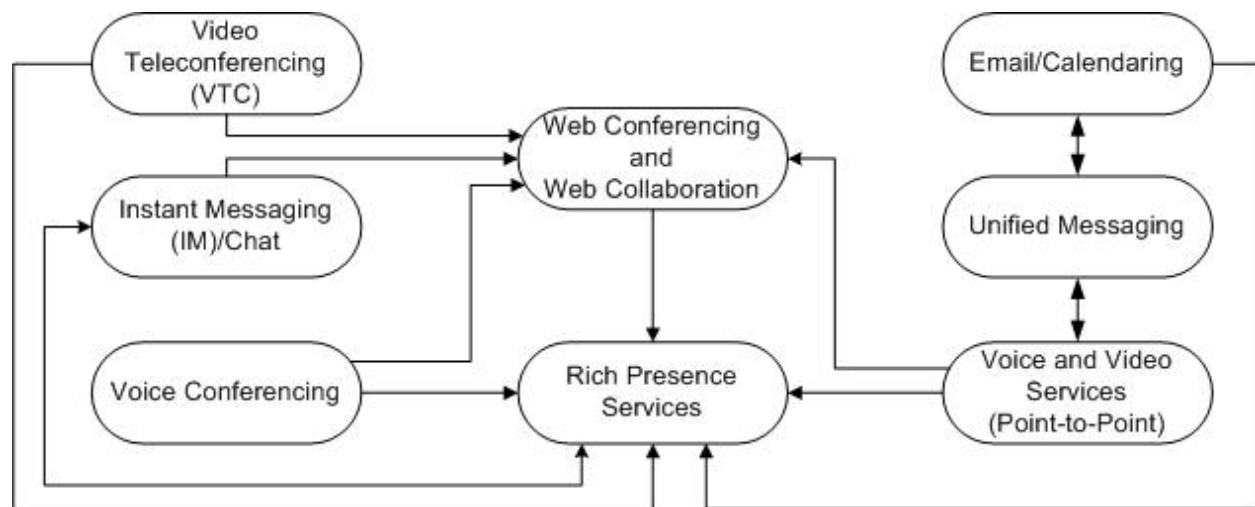 Video
Teleconferencing
(VTC)
Email/Calendaring
Web Conferencing
and
Web Collaboration
Instant Messaging
(IM)/Chat
Unified Messaging
Voice Conferencing
Rich Presence
Services
Voice and Video
Services
(Point-to-Point)